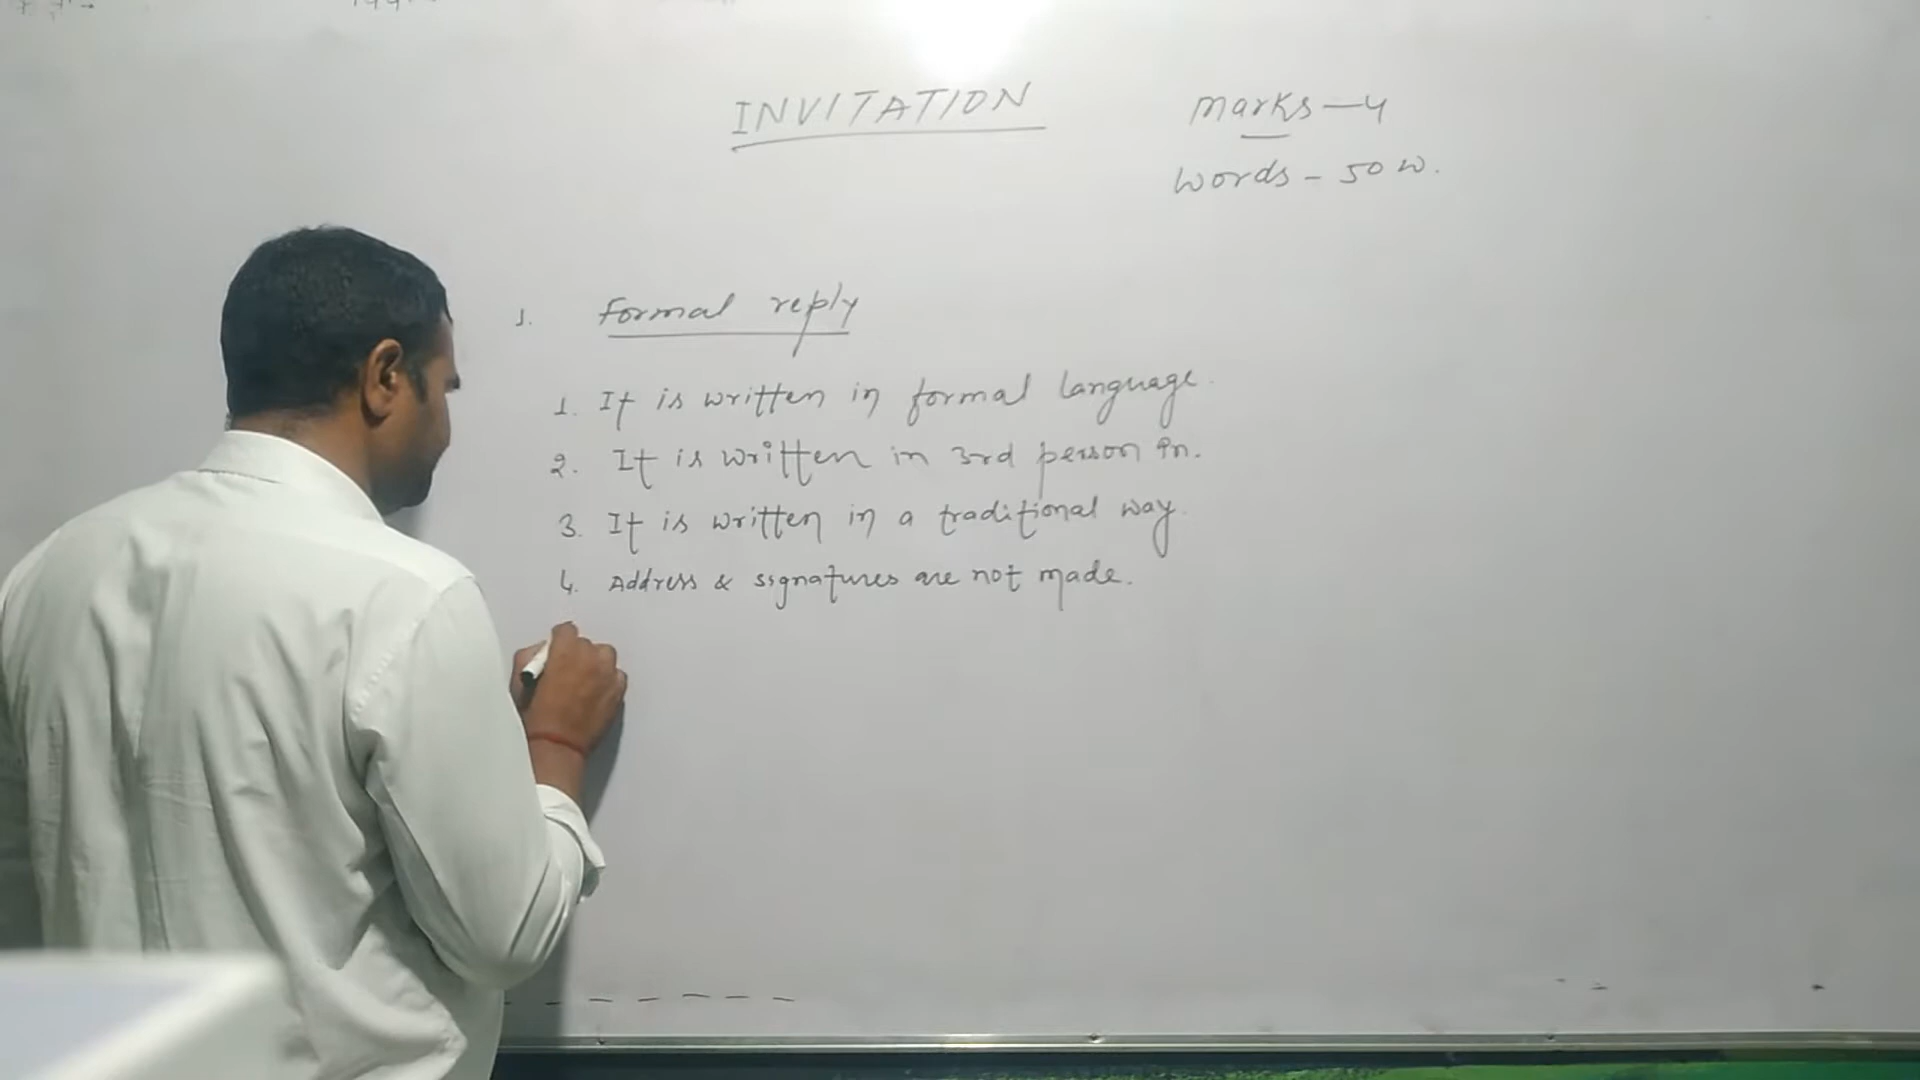 INVITATION
Marks - 4
Words - 50 W.
1. Formal reply
1. It is written in formal language.
2. It is written in 3rd person in.
3. It is written in a traditional way.
4. Address & ssgnatures are not made.